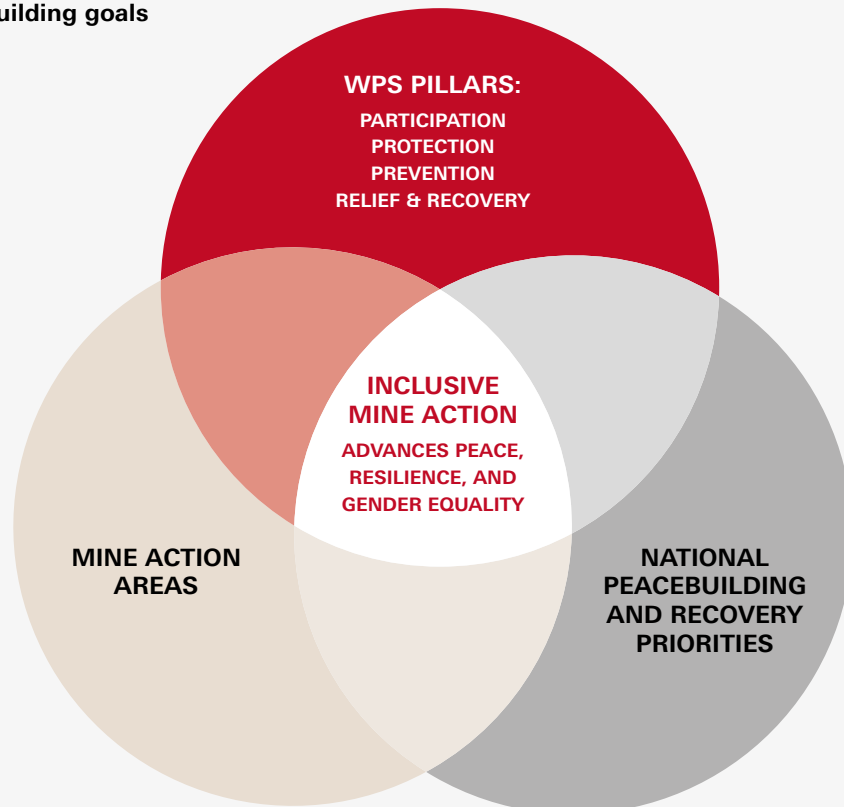 uilding goals
WPS PILLARS:
PARTICIPATION
PROTECTION
PREVENTION
RELIEF & RECOVERY
INCLUSIVE
MINE ACTION
ADVANCES PEACE,
RESILIENCE, AND
GENDER EQUALITY
MINE ACTION
AREAS
NATIONAL
PEACEBUILDING
AND RECOVERY
PRIORITIES